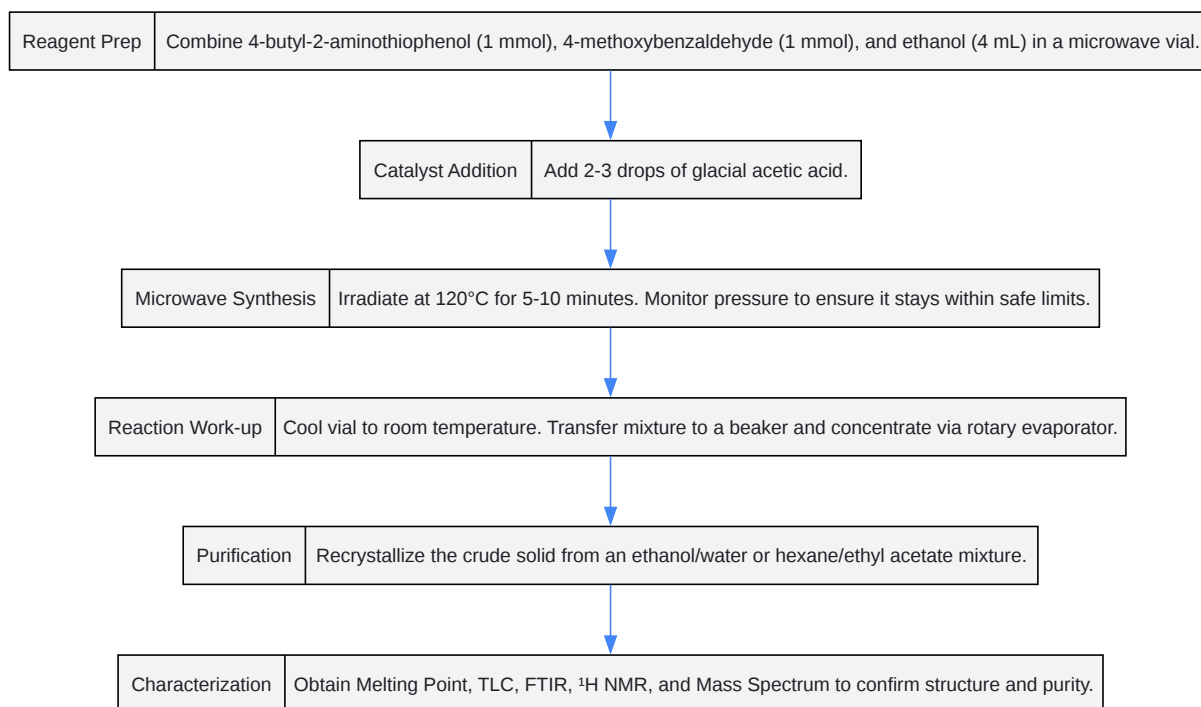 Reagent Prep Combine 4-butyl-2-aminothiophenol (1 mmol), 4-methoxybenzaldehyde (1 mmol), and ethanol (4 mL) in a microwave vial.
Catalyst Addition Add 2-3 drops of glacial acetic acid.
Microwave Synthesis Irradiate at 120°C for 5-10 minutes. Monitor pressure to ensure it stays within safe limits.
Reaction Work-up Cool vial to room temperature. Transfer mixture to a beaker and concentrate via rotary evaporator.
Purification Recrystallize the crude solid from an ethanol/water or hexane/ethyl acetate mixture.
Characterization Obtain Melting Point, TLC, FTIR, ¹H NMR, and Mass Spectrum to confirm structure and purity.